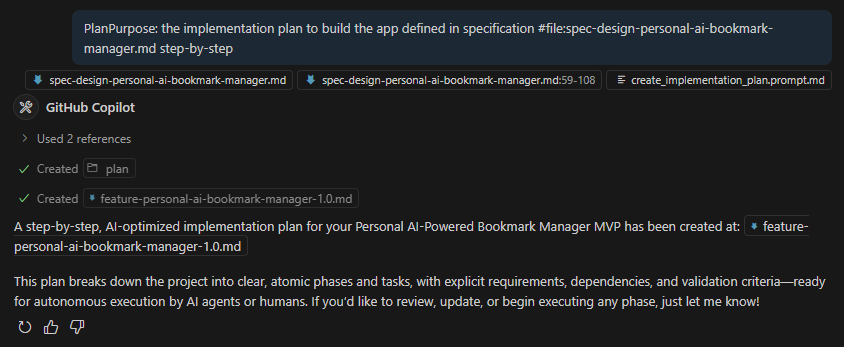 PlanPurpose: the implementation plan to build the app defined in specification #file:spec-design-personal-ai-bookmark-
manager.md step-by-step
spec-design-personal-ai-bookmark-manager.md spec-design-personal-ai-bookmark-manager.md:59-108 create_implementation_plan.prompt.md
GitHub Copilot
Used 2 references
Created plan
Created feature-personal-ai-bookmark-manager-1.0.md
A step-by-step, AI-optimized implementation plan for your Personal AI-Powered Bookmark Manager MVP has been created at: feature-
personal-ai-bookmark-manager-1.0.md
This plan breaks down the project into clear, atomic phases and tasks, with explicit requirements, dependencies, and validation criteria—ready
for autonomous execution by AI agents or humans. If you’d like to review, update, or begin executing any phase, just let me know!